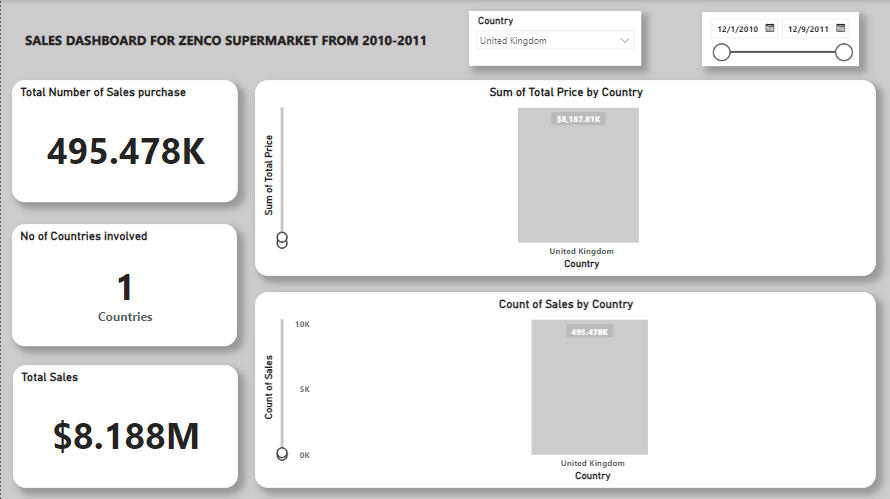 SALES DASHBOARD FOR ZENCO SUPERMARKET FROM 2010-2011
Country
United Kingdom
12/1/2010
12/9/2011
Total Number of Sales purchase
495.478K
No of Countries involved
1
Countries
Total Sales
$8.188M
Sum of Total Price by Country
Sum of Total Price
$8,187.81K
United Kingdom
Country
Count of Sales by Country
Count of Sales
10K
5K
0K
495.478K
United Kingdom
Country